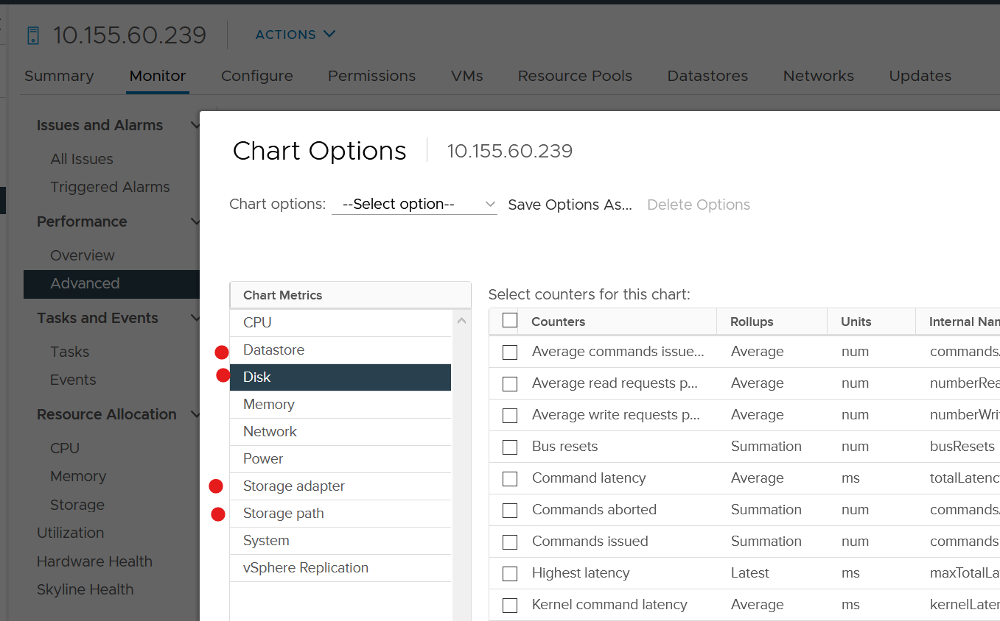 10.155.60.239 ACTIONS
Summary Monitor Configure Permissions VMs Resource Pools Datastores Networks Updates
Issues and Alarms
All Issues
Triggered Alarms
Performance
Overview
Advanced
Tasks and Events
Tasks
Events
Resource Allocation
CPU
Memory
Storage
Utilization
Hardware Health
Skyline Health
Chart Options 10.155.60.239
Chart options: --Select option-- Save Options As... Delete Options
Chart Metrics
CPU
Datastore
Disk
Memory
Network
Power
Storage adapter
Storage path
System
vSphere Replication
Select counters for this chart:
Counters Rollups Units Internal Nam
Average commands issue... Average num commands.
Average read requests p... Average num numberRea
Average write requests p... Average num numberWrit
Bus resets Summation num busResets
Command latency Average ms totalLatenc
Commands aborted Summation num commands.
Commands issued Summation num commands
Highest latency Latest ms maxTotalLa
Kernel command latency Average ms kernelLaten